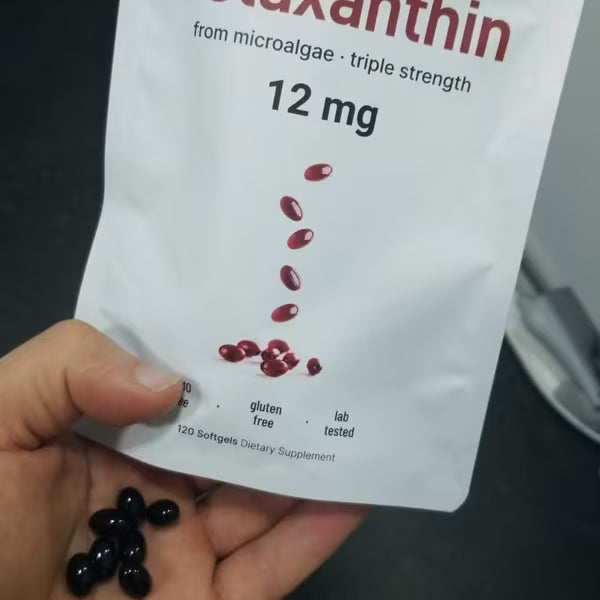 from microalgae · triple strength
12 mg
gluten
free
·
lab
tested
120 Softgels Dietary Supplement